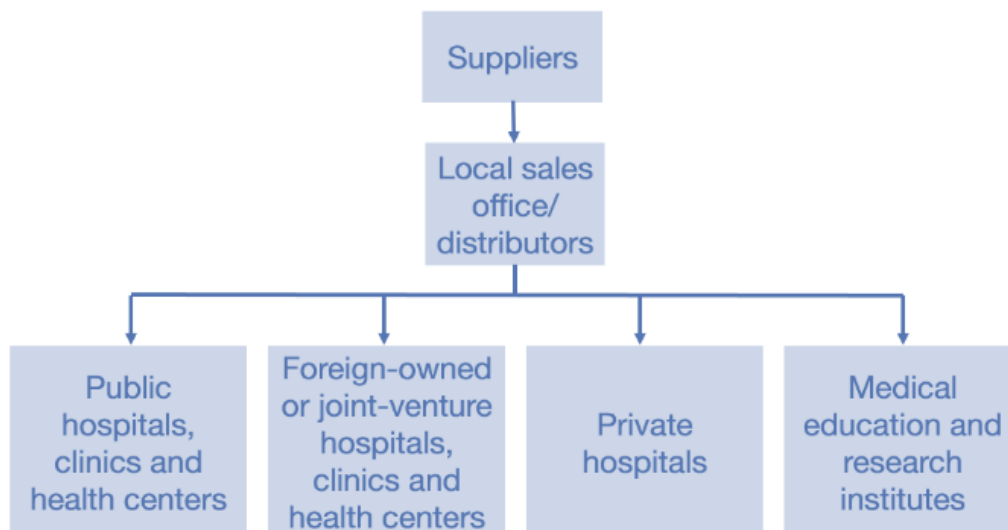 Suppliers
Local sales
office/
distributors
Public
hospitals,
clinics and
health centers
Foreign-owned
or joint-venture
hospitals,
clinics and
health centers
Private
hospitals
Medical
education and
research
institutes